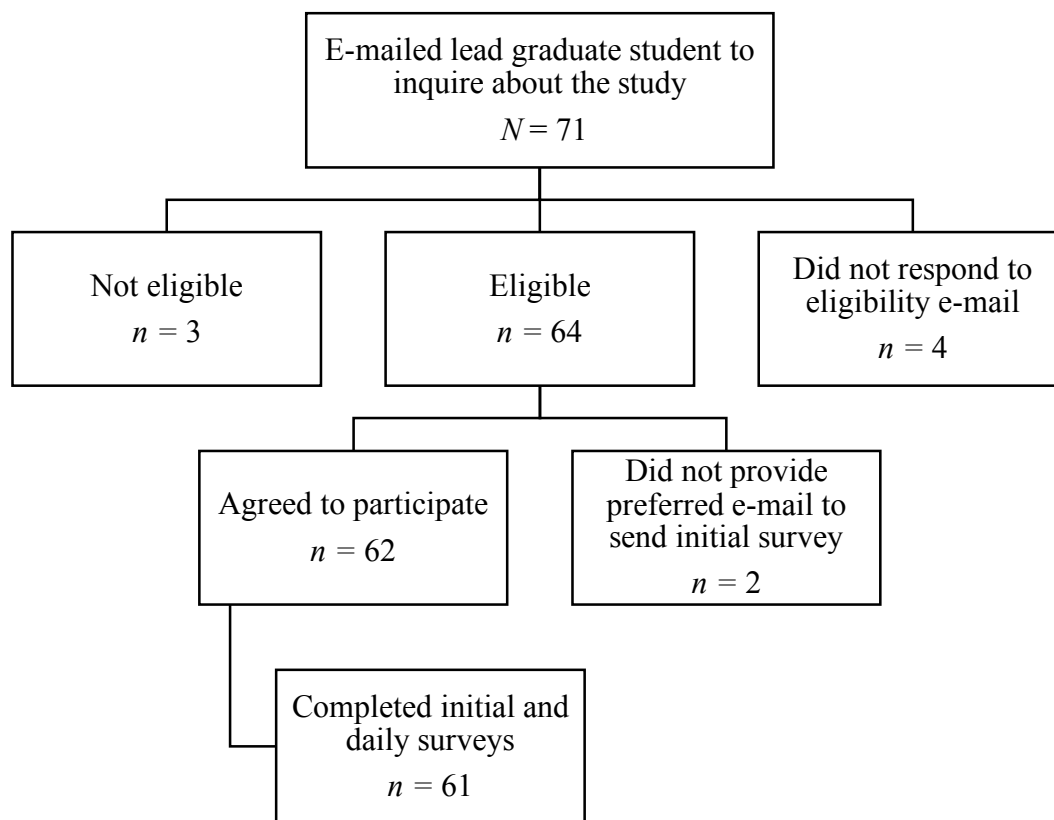 E-mailed lead graduate student to
inquire about the study
N = 71
Not eligible
n = 3
Eligible
n = 64
Did not respond to
eligibility e-mail
n = 4
Agreed to participate
n = 62
Did not provide
preferred e-mail to
send initial survey
n = 2
Completed initial and
daily surveys
n = 61